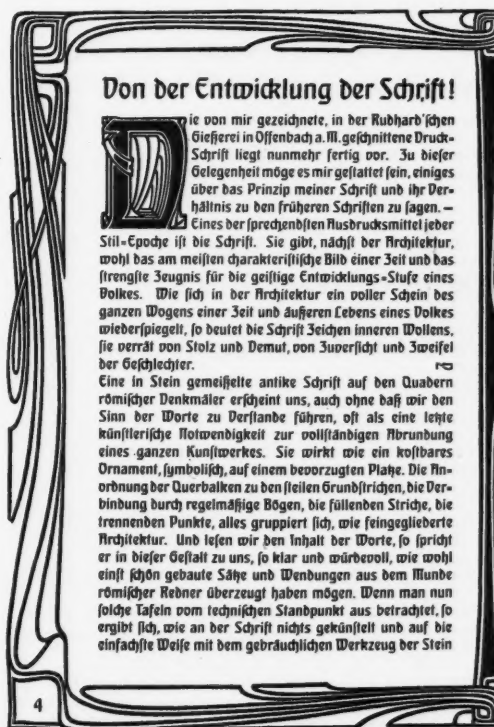 Von der Entwicklung der Schrift!
Die von mir gezeichnete, in der Rudhard'schen
Gießerei in Offenbach a. M. geschnittene Druck-
Schrift liegt nunmehr fertig vor. Zu dieser
Gelegenheit möge es mir gestattet sein, einiges
über das Prinzip meiner Schrift und ihr Ver-
hältnis zu den früheren Schriften zu sagen. —
Eines der sprechendsten Ausdrucksmittel jeder
Stil-Epoche ist die Schrift. Sie gibt, nächst der Architektur,
wohl das am meisten charakteristische Bild einer Zeit und das
strengste Zeugnis für die geistige Entwicklungs-Stufe eines
Volkes. Wie sich in der Architektur ein voller Schein des
ganzen Wogens einer Zeit und äußeren Lebens eines Volkes
wiederspiegelt, so deutet die Schrift Zeichen inneren Wollens,
sie verrät von Stolz und Demut, von Zuversicht und Zweifel
der Geschlechter.
Eine in Stein gemeißelte antike Schrift auf den Quadern
römischer Denkmäler erscheint uns, auch ohne daß wir den
Sinn der Worte zu Verstande führen, oft als eine letzte
künstlerische Notwendigkeit zur vollständigen Abrundung
eines ganzen Kunstwerkes. Sie wirkt wie ein kostbares
Ornament, symbolisch, auf einem bevorzugten Platze. Die An-
ordnung der Querbalken zu den steilen Grundstrichen, die Ver-
bindung durch regelmäßige Bögen, die füllenden Striche, die
trennenden Punkte, alles gruppiert sich, wie feingegliederte
Architektur. Und lesen wir den Inhalt der Worte, so spricht
er in dieser Gestalt zu uns, so klar und würdevoll, wie wohl
einst schön gebaute Sätze und Wendungen aus dem Munde
römischer Redner überzeugt haben mögen. Wenn man nun
solche Tafeln vom technischen Standpunkt aus betrachtet, so
ergibt sich, wie an der Schrift nichts gekünstelt und auf die
einfachste Weise mit dem gebräuchlichen Werkzeug der Stein
4